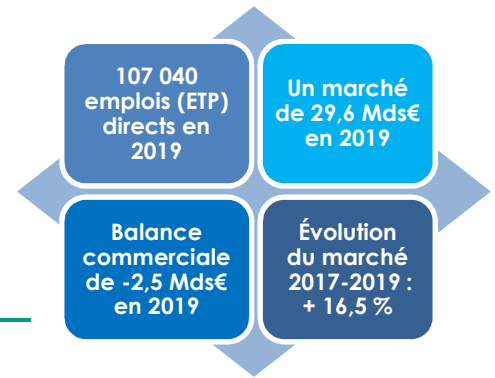 107 040
emplois (ETP)
directs en
2019
Un marché
de 29,6 Mds€
en 2019
Balance
commerciale
de -2,5 Mds€
en 2019
Évolution
du marché
2017-2019 :
+ 16,5 %